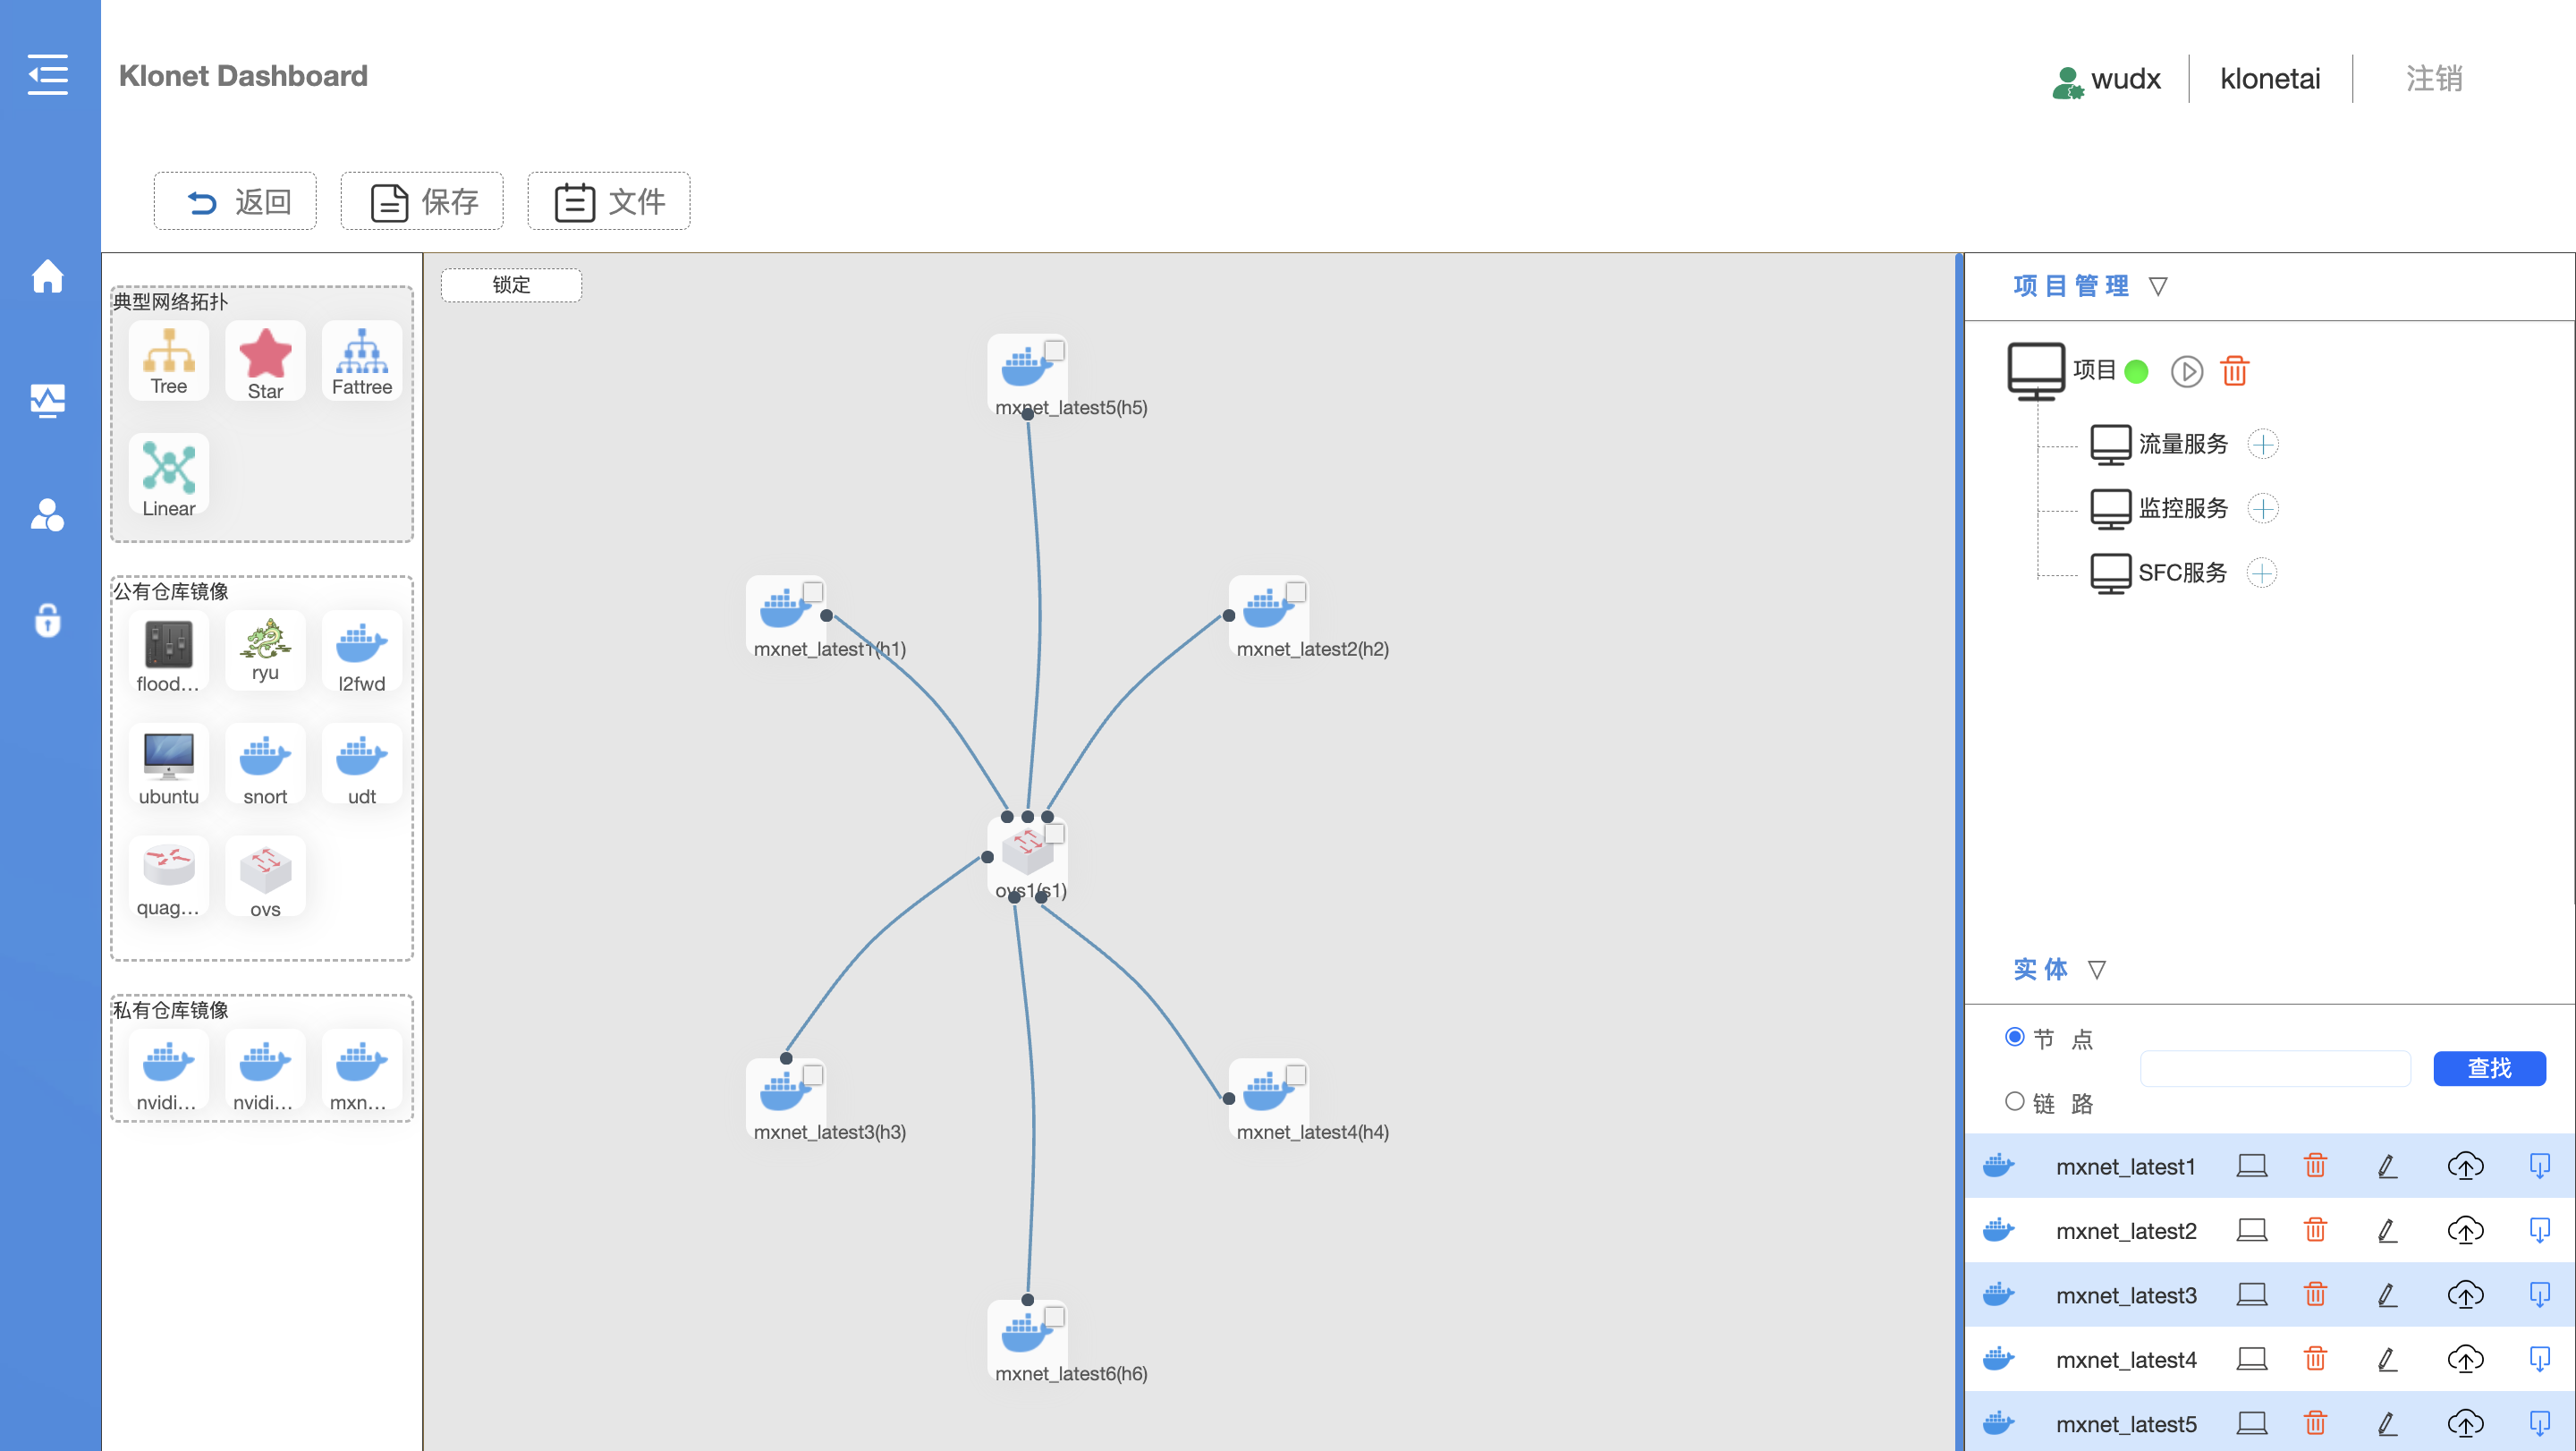 Klonet Dashboard
wudx
klonetai
注销
返回
保存
文件
典型网络拓扑
Tree
Star
Fattree
Linear
公有仓库镜像
flood...
ryu
l2fwd
ubuntu
snort
udt
quag...
ovs
私有仓库镜像
nvidi...
nvidi...
mxn...
锁定
mxnet_latest5(h5)
mxnet_latest1(h1)
mxnet_latest2(h2)
ovs1(s1)
mxnet_latest3(h3)
mxnet_latest4(h4)
mxnet_latest6(h6)
项目管理 ▽
项目
流量服务
监控服务
SFC服务
实体 ▽
节 点
链 路
查找
mxnet_latest1
mxnet_latest2
mxnet_latest3
mxnet_latest4
mxnet_latest5